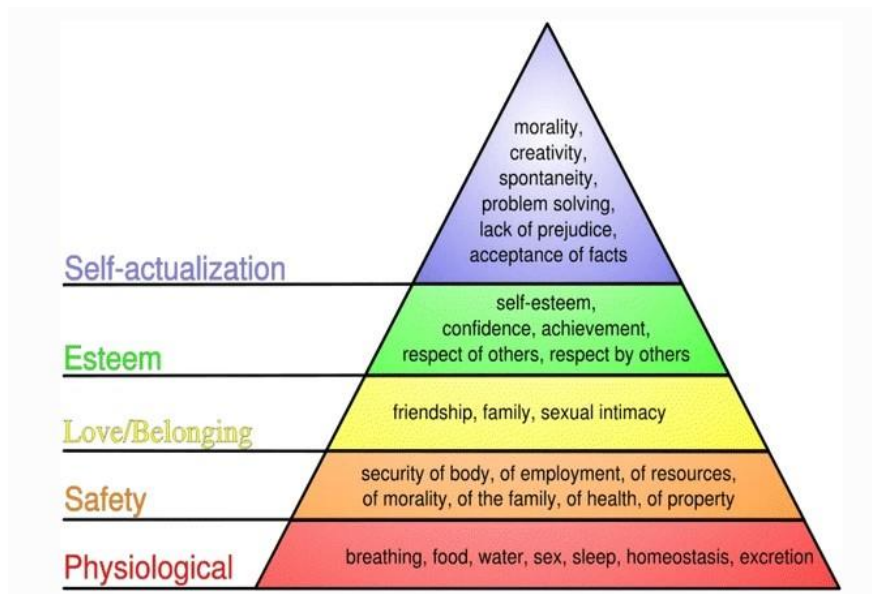 morality,
creativity,
spontaneity,
problem solving,
lack of prejudice,
acceptance of facts
Self-actualization
self-esteem,
confidence, achievement,
respect of others, respect by others
Esteem
friendship, family, sexual intimacy
Love/Belonging
security of body, of employment, of resources,
of morality, of the family, of health, of property
Safety
breathing, food, water, sex, sleep, homeostasis, excretion
Physiological